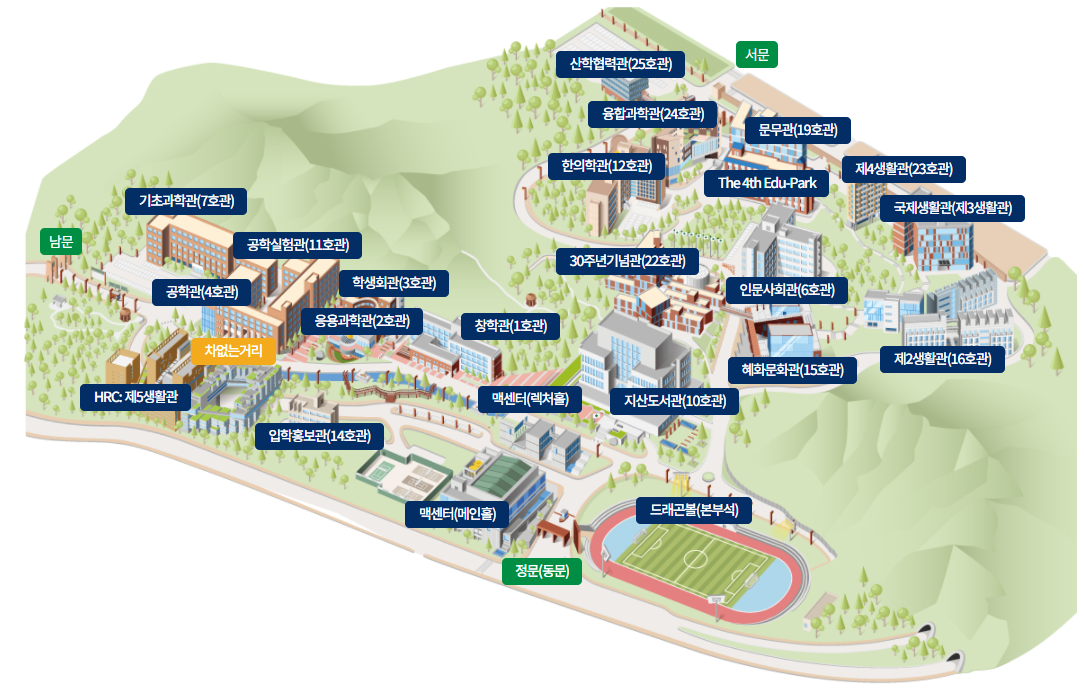 서문
산학협력관(25호관)
융합과학관(24호관)
문무관(19호관)
한의학관(12호관)
제4생활관(23호관)
The 4th Edu-Park
기초과학관(7호관)
국제생활관(제3생활관)
남문
공학실험관(11호관)
30주년기념관(22호관)
학생회관(3호관)
공학관(4호관)
인문사회관(6호관)
응용과학관(2호관)
창학관(1호관)
차없는거리
제2생활관(16호관)
혜화문화관(15호관)
HRC: 제5생활관
맥센터(렉처홀)
지산도서관(10호관)
입학홍보관(14호관)
맥센터(메인홀)
드래곤볼(본부석)
정문(동문)